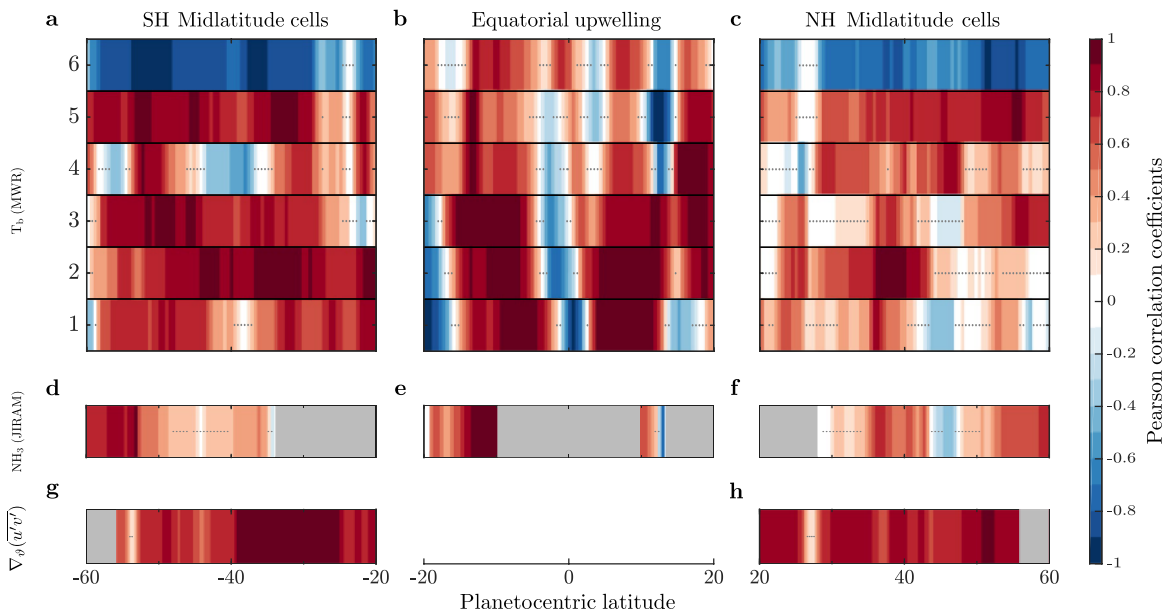 a SH Midlatitude cells
b Equatorial upwelling
c NH Midlatitude cells
T_b (MWR)
6
5
4
3
2
1
d
e
f
NH₃ (JIRAM)
g
h
∇_ϑ(u′v′)
-60 -40 -20
-20 0 20
20 40 60
Planetocentric latitude
1
0.8
0.6
0.4
0.2
0
-0.2
-0.4
-0.6
-0.8
-1
Pearson correlation coefficients